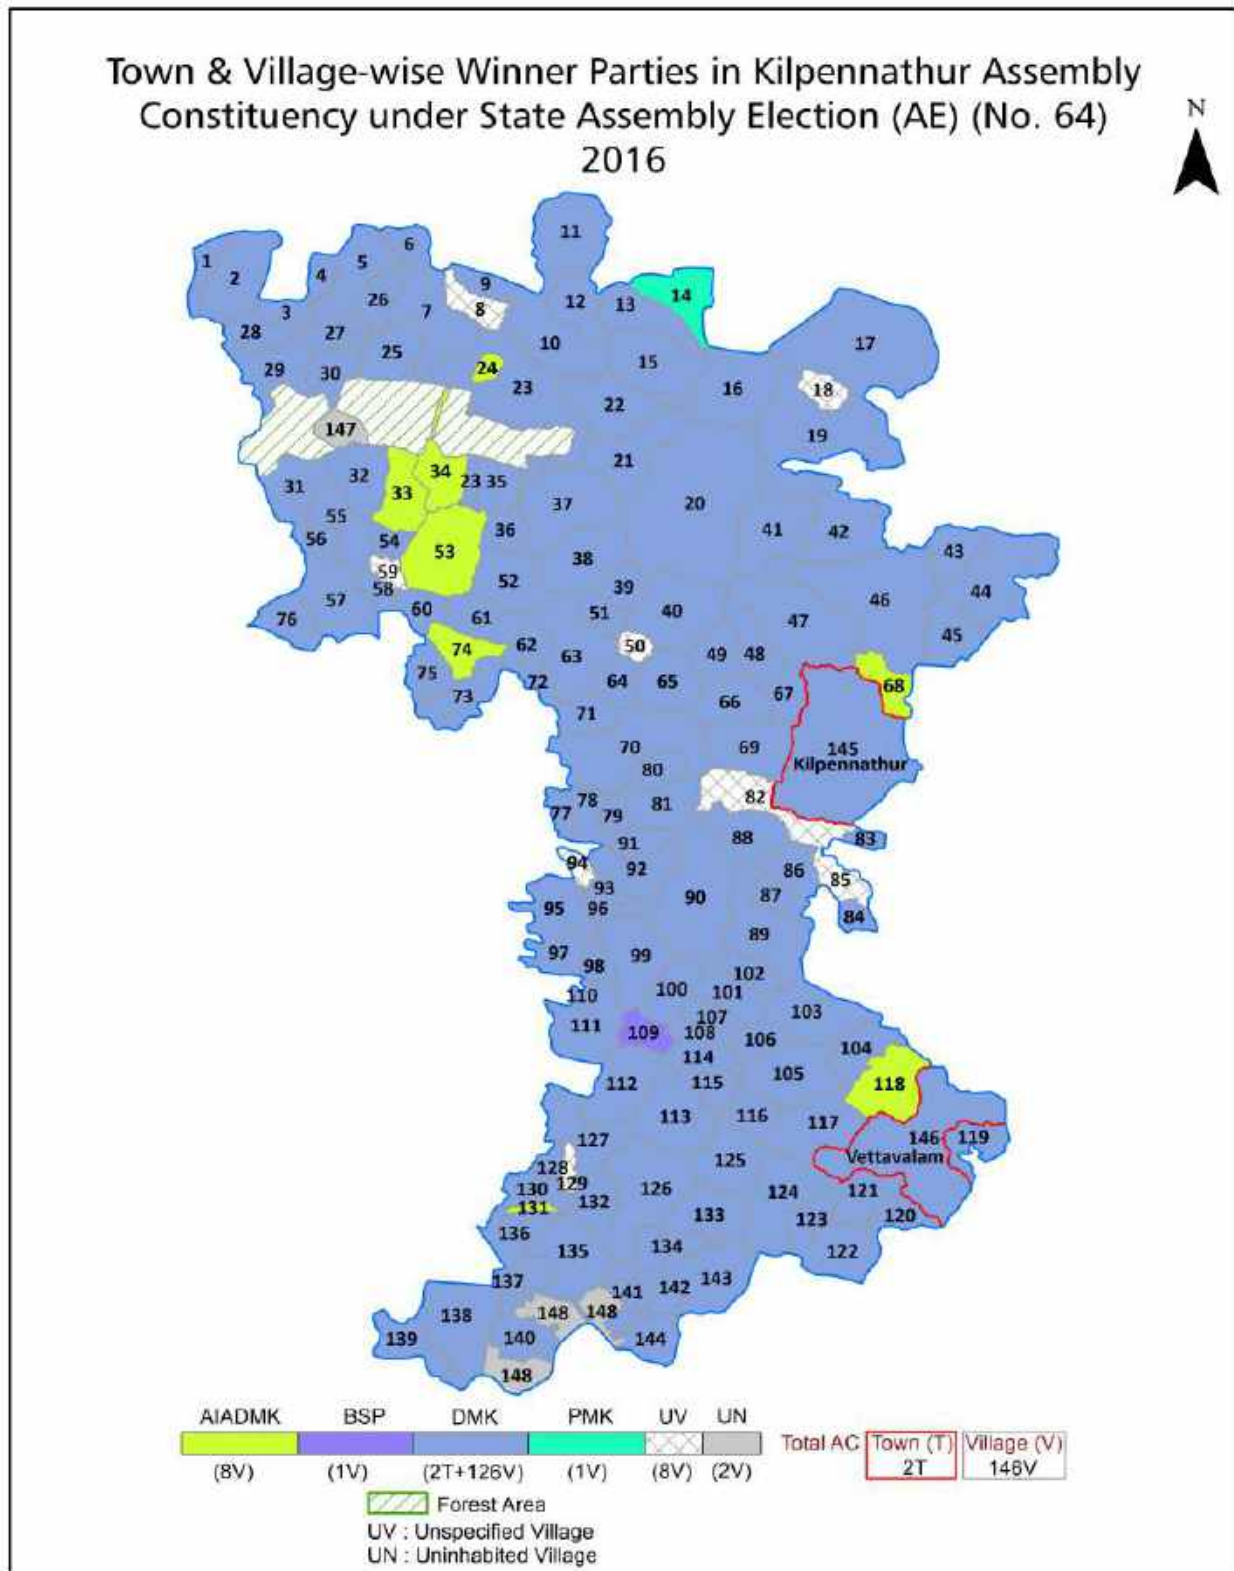 Town & Village-wise Winner Parties in Kilpennathur Assembly
Constituency under State Assembly Election (AE) (No. 64)
2016
N
11
6
1 2 4 5
9
26
14
3 7 8 12 13
28 27 10 17
25 15
29 30 24 23 16 18
22
147 19
21
31 32 33 34 23 35 37 20
55 36 41 42
56 54 53 38 43
59 52
58 39 44
57 60 51 40 46
76 61 47 45
74 62 63 50 49 48
75 72 64 65 67 68
73 71 66
70 69 145
80 Kilpennathur
77 78 79 81 82
91 88 83
94 92 86 85
93 90 87
95 96 84
89
97 98 99
102
110 100 101
111 109 107 103
108 106 104
114
112 115 105 118
113 116 117
127 146 119
128 125 Vettavalam
130 129 126 124 121
131 132 133 123 120
136 135 134 122
137 141 142 143
138 148 148
139 140 144
148
AIADMK BSP DMK PMK UV UN
Total AC Town (T) Village (V)
2T 146V
(8V) (1V) (2T+126V) (1V) (8V) (2V)
Forest Area
UV : Unspecified Village
UN : Uninhabited Village